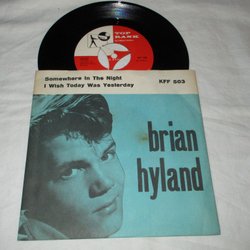 TOP
RANK
Somewhere In The Night
KFF 503
I Wish Today Was Yesterday
brian
hyland